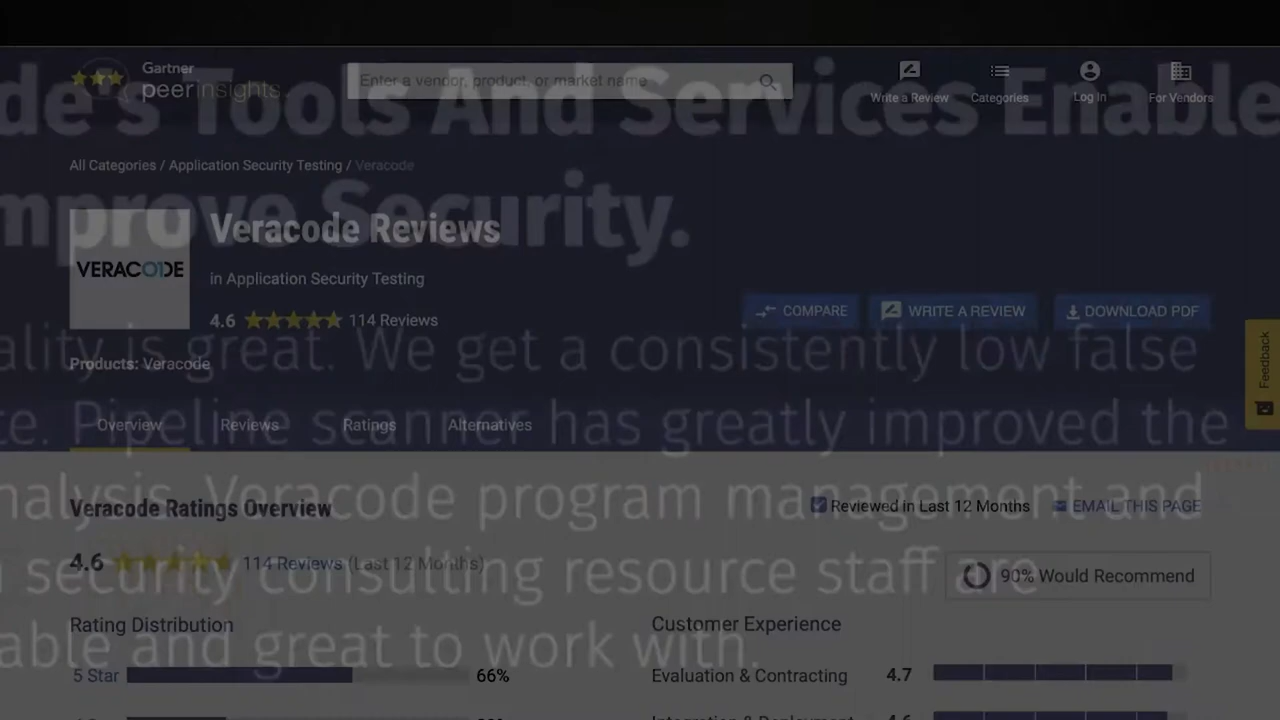 Gartner
peerinsights
Enter a vendor, product, or market name
Write a Review
Categories
Log In
For Vendors
de's Tools And Services Enable
All Categories / Application Security Testing / Veracode
mprove Security.
Veracode Reviews
VERACODE
in Application Security Testing
4.6
114 Reviews
COMPARE
WRITE A REVIEW
DOWNLOAD PDF
ality is great. We get a consistently low false
Products: Veracode
Feedback
te. Pipeline scanner has greatly improved the
Overview
Reviews
Ratings
Alternatives
nalysis. Veracode program management and
Veracode Ratings Overview
Reviewed in Last 12 Months
EMAIL THIS PAGE
4.6
114 Reviews (Last 12 Months)
security consulting resource staff are
90% Would Recommend
Rating Distribution
Customer Experience
able and great to work with.
5 Star
66%
Evaluation & Contracting
4.7